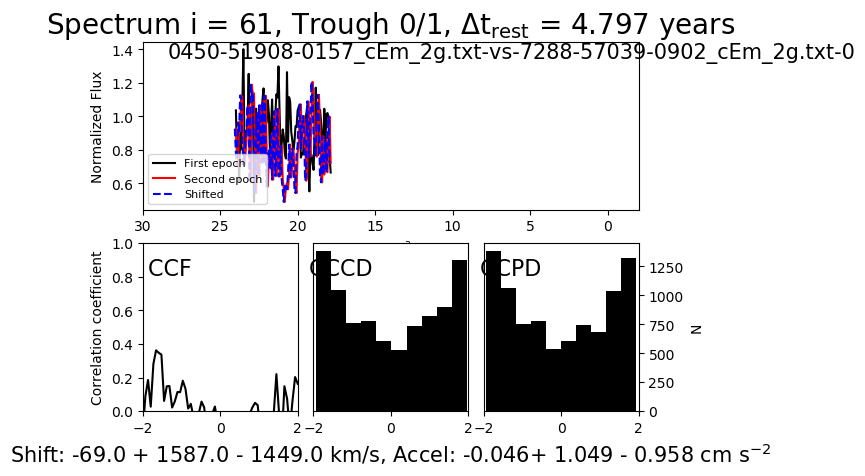 Spectrum i = 61, Trough 0/1, Δt_rest = 4.797 years
0450-51908-0157_cEm_2g.txt-vs-7288-57039-0902_cEm_2g.txt-0
Normalized Flux
1.4
1.2
1.0
0.8
0.6
First epoch
Second epoch
Shifted
30 25 20 15 10 5 0
Correlation coefficient
1.0
0.8
0.6
0.4
0.2
0.0
CCF
CCCD
CCPD
1250
1000
750
500
250
0
N
−2 0 2 0 2 0 2
Shift: -69.0 + 1587.0 - 1449.0 km/s, Accel: -0.046+ 1.049 - 0.958 cm s⁻²